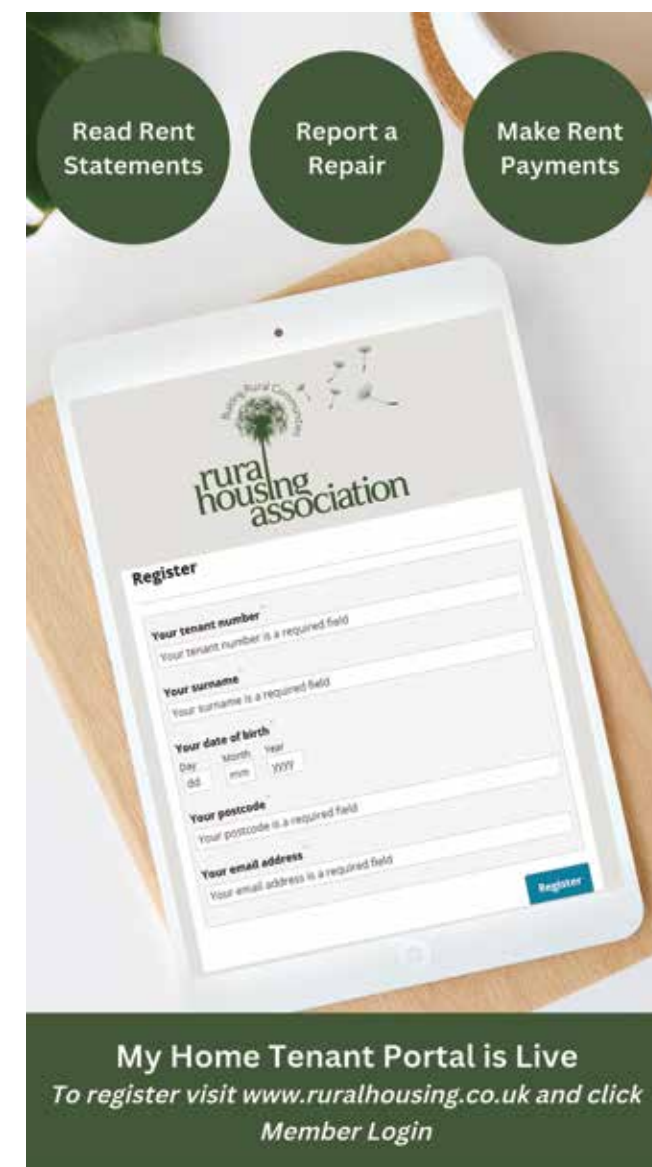 Read Rent
Statements
Report a
Repair
Make Rent
Payments
Building Rural Communities
rural
housing
association
Register
Your tenant number
Your tenant number is a required field
Your surname
Your surname is a required field
Your date of birth
Day Month Year
dd mm yyyy
Your postcode
Your postcode is a required field
Your email address
Your email address is a required field
Register
My Home Tenant Portal is Live
To register visit www.ruralhousing.co.uk and click
Member Login